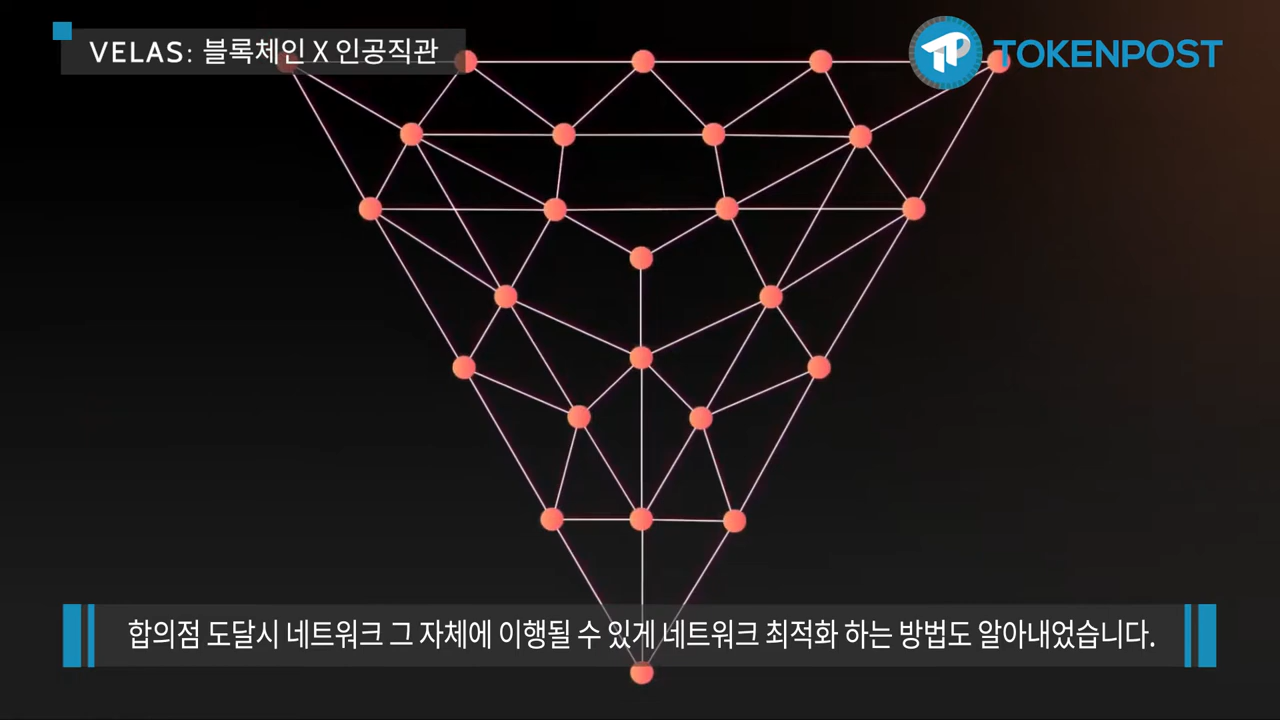 VELAS: 블록체인 X 인공직관
TOKENPOST
합의점 도달시 네트워크 그 자체에 이행될 수 있게 네트워크 최적화 하는 방법도 알아내었습니다.